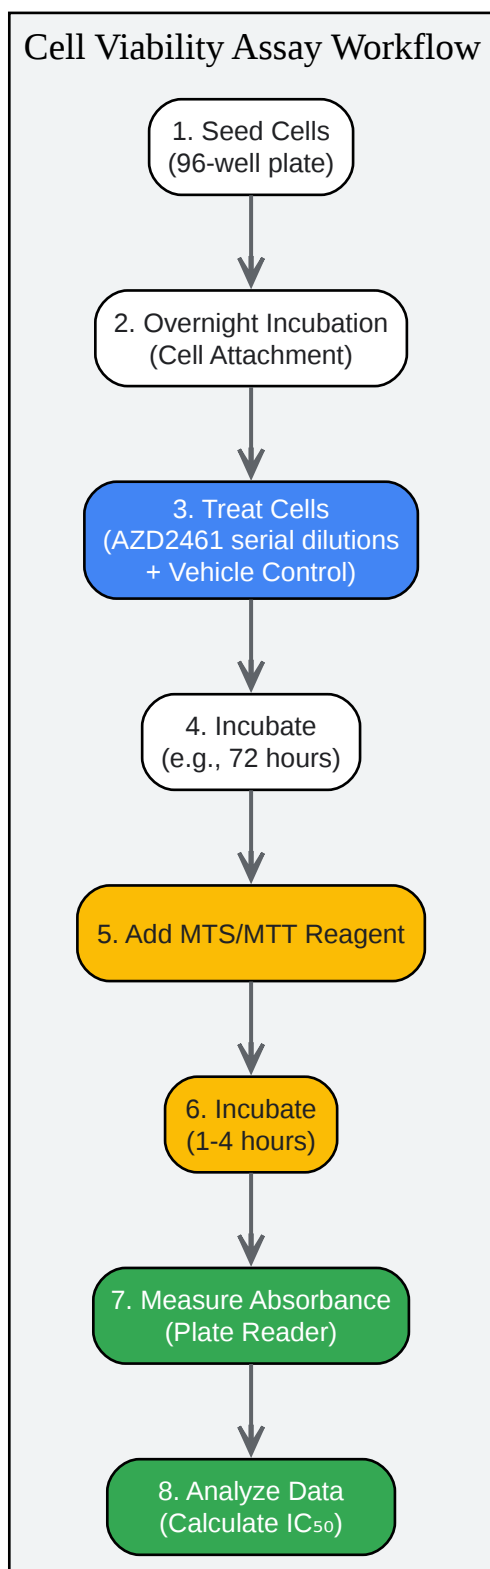 Cell Viability Assay Workflow
1. Seed Cells
(96-well plate)
2. Overnight Incubation
(Cell Attachment)
3. Treat Cells
(AZD2461 serial dilutions
+ Vehicle Control)
4. Incubate
(e.g., 72 hours)
5. Add MTS/MTT Reagent
6. Incubate
(1-4 hours)
7. Measure Absorbance
(Plate Reader)
8. Analyze Data
(Calculate IC₅₀)